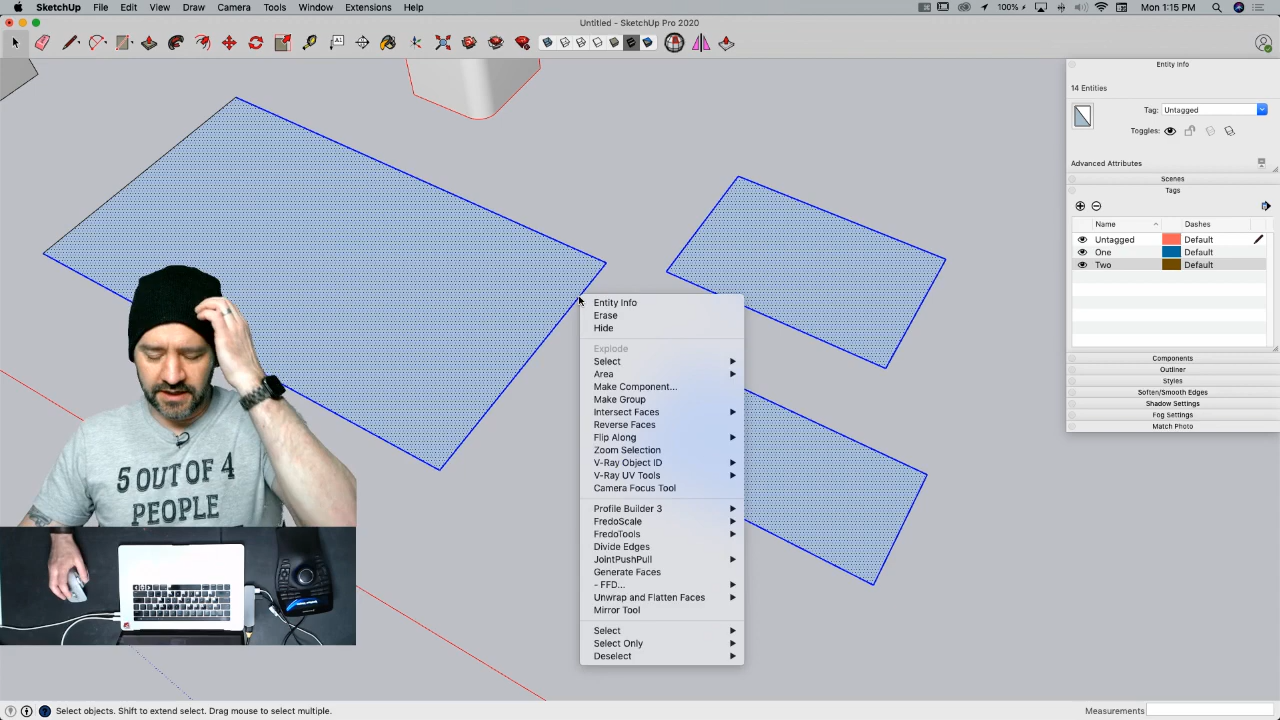 SketchUp File Edit View Draw Camera Tools Window Extensions Help 100% Mon 1:15 PM
Untitled - SketchUp Pro 2020
Entity Info
14 Entities
Tag: Untagged
Toggles:
Advanced Attributes
Scenes
Tags
Name Dashes
Untagged Default
One Default
Two Default
Components
Outliner
Styles
Soften/Smooth Edges
Shadow Settings
Fog Settings
Match Photo
Entity Info
Erase
Hide
Explode
Select
Area
Make Component...
Make Group
Intersect Faces
Reverse Faces
Flip Along
Zoom Selection
V-Ray Object ID
V-Ray UV Tools
Camera Focus Tool
Profile Builder 3
FredoScale
FredoTools
Divide Edges
JointPushPull
Generate Faces
- FFD...
Unwrap and Flatten Faces
Mirror Tool
Select
Select Only
Deselect
5 OUT OF 4
PEOPLE
Select objects. Shift to extend select. Drag mouse to select multiple.
Measurements